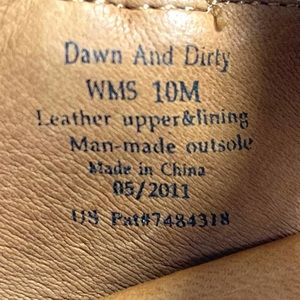 Dawn And Dirty
WMS 10M
Leather upper&lining
Man-made outsole
Made in China
05/2011
US Pat#7484318